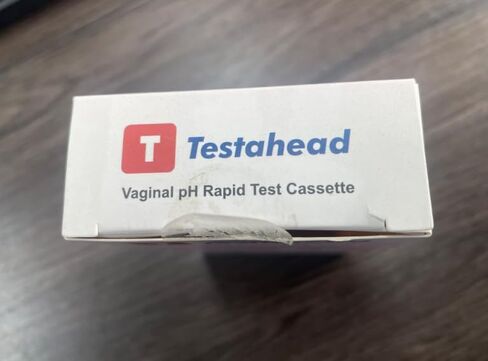 T Testahead
Vaginal pH Rapid Test Cassette